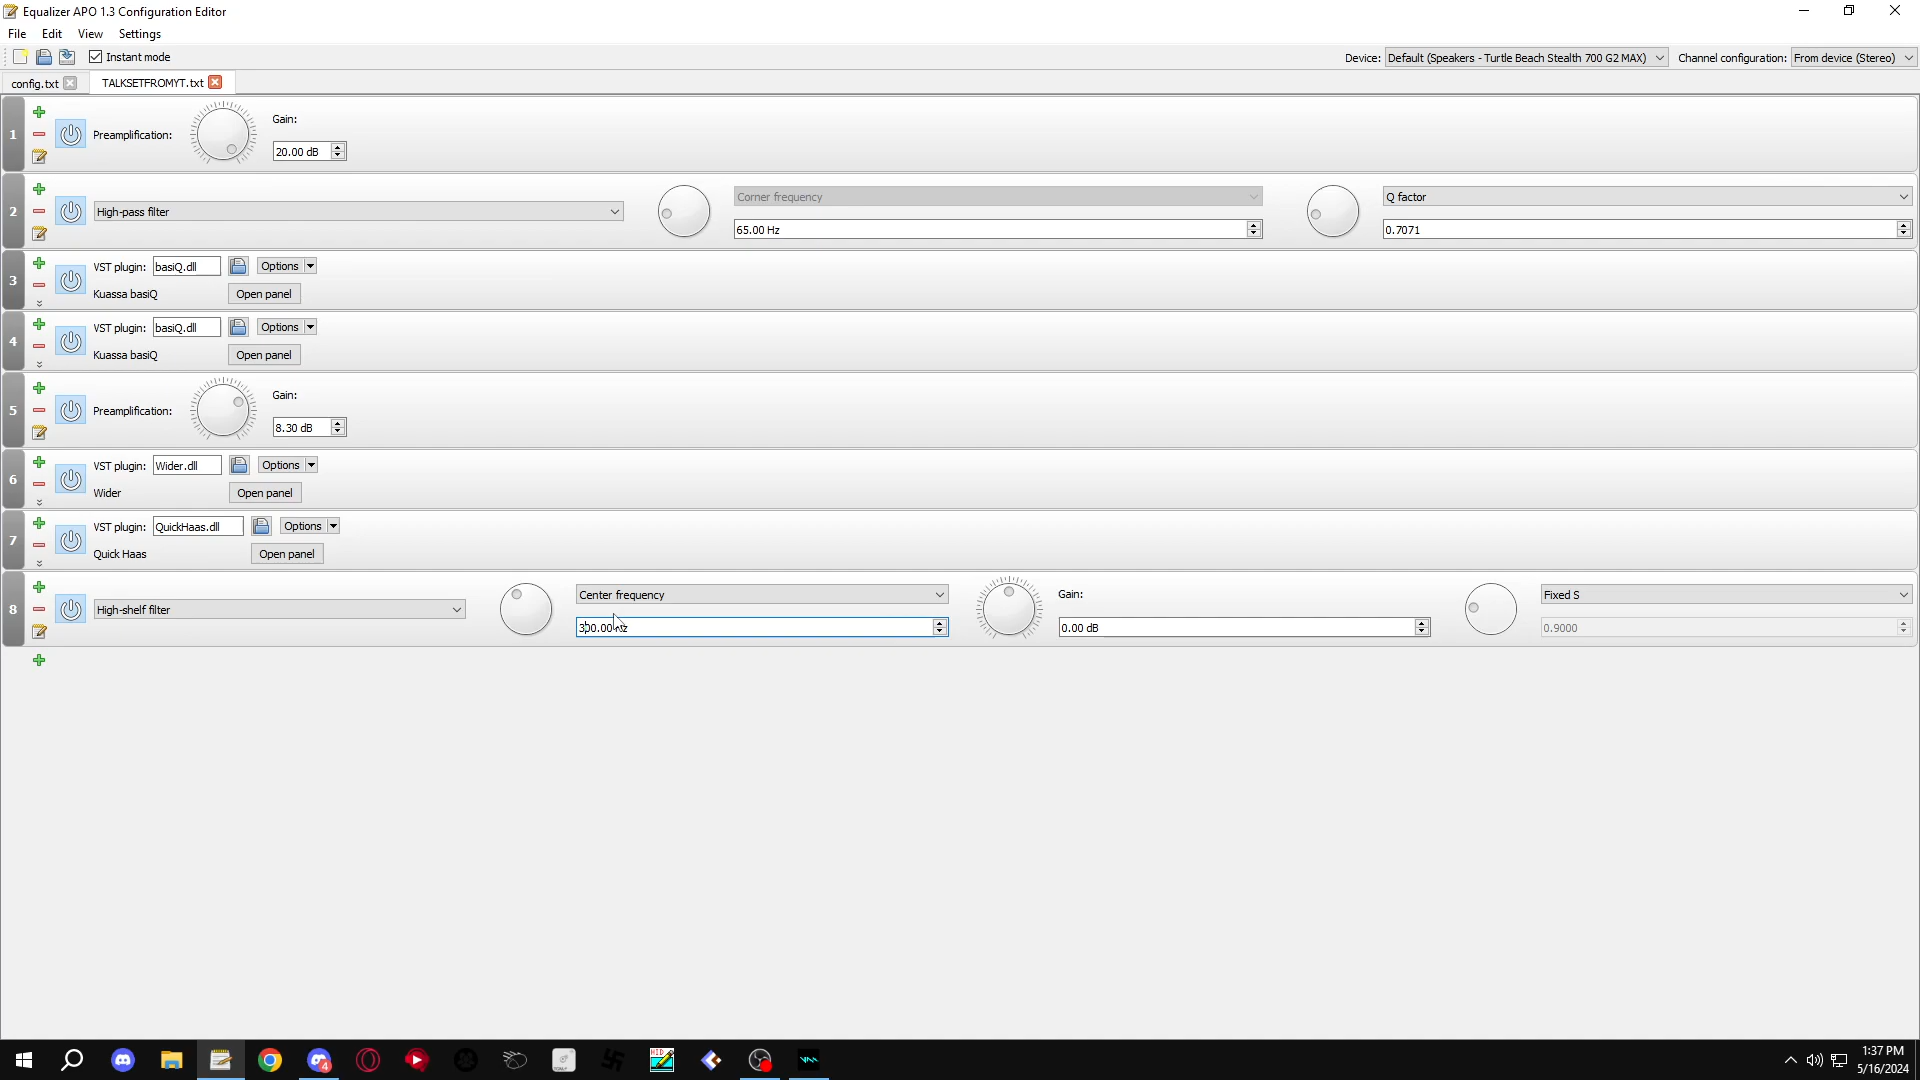 Equalizer APO 1.3 Configuration Editor
File Edit View Settings
Instant mode Device: Default (Speakers - Turtle Beach Stealth 700 G2 MAX) Channel configuration: From device (Stereo)
config.txt TALKSETFROMYT.txt
1 Preamplification: Gain:
20.00 dB
2 High-pass filter Corner frequency Q factor
65.00 Hz 0.7071
3 VST plugin: basiQ.dll Options
Kuassa basiQ Open panel
4 VST plugin: basiQ.dll Options
Kuassa basiQ Open panel
5 Preamplification: Gain:
8.30 dB
6 VST plugin: Wider.dll Options
Wider Open panel
7 VST plugin: QuickHaas.dll Options
Quick Haas Open panel
8 High-shelf filter Center frequency Gain: Fixed S
300.00 Hz 0.00 dB 0.9000
4
HID
1:37 PM
5/16/2024